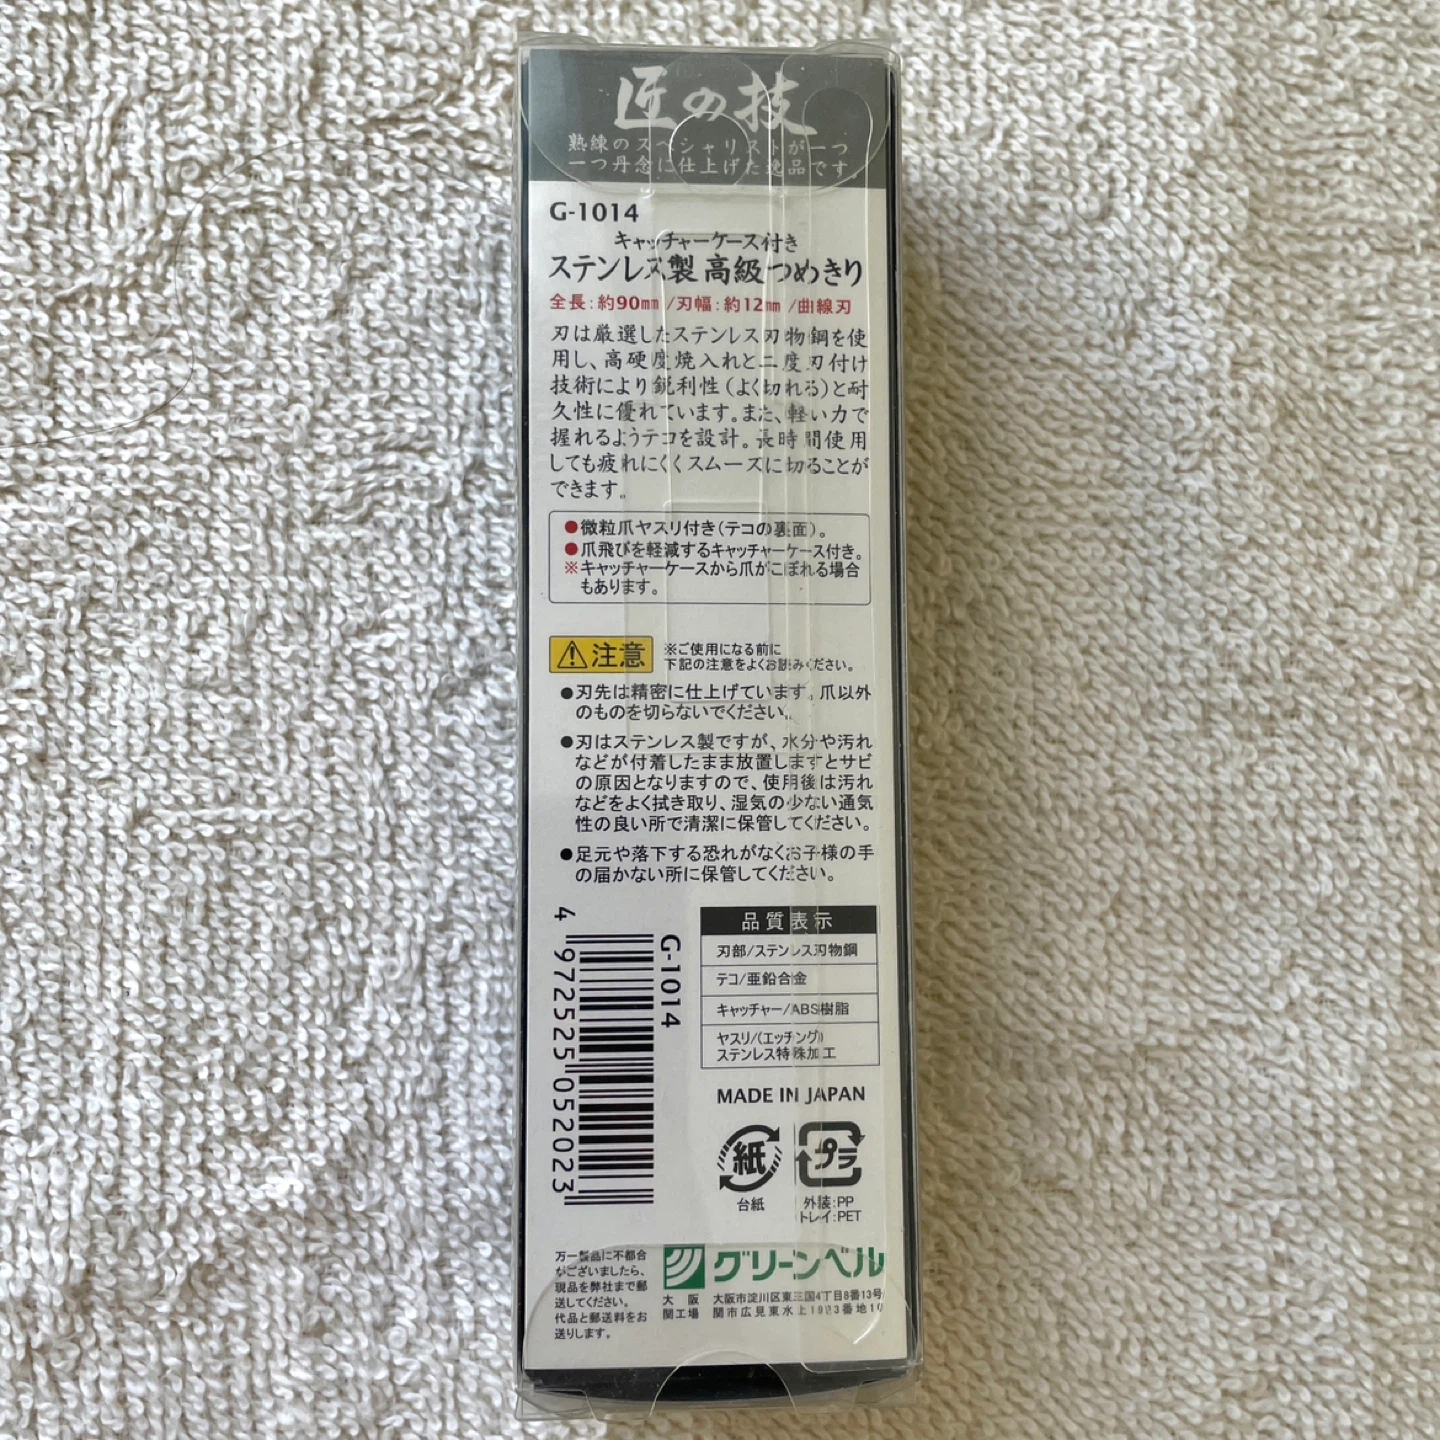 匠の技
熟練のスペシャリストが一つ
一つ丹念に仕上げた逸品です。
G-1014
キャッチャーケース付き
ステンレス製高級つめきり
全長:約90mm/刃幅:約12mm/曲線刃
刃は厳選したステンレス刃物鋼を使
用し、高硬度焼入れと二度刃付け
技術により鋭利性(よく切れる)と耐
久性に優れています。また、軽い力で
握れるようテコを設計。長時間使用
しても疲れにくくスムーズに切ることが
できます。
●微粒爪ヤスリ付き(テコの裏面)。
●爪飛びを軽減するキャッチャーケース付き。
※キャッチャーケースから爪がこぼれる場合
もあります。
注意
※ご使用になる前に
下記の注意をよくお読みください。
●刃先は精密に仕上げています。爪以外
のものを切らないでください。
●刃はステンレス製ですが、水分や汚れ
などが付着したまま放置しますとサビ
の原因となりますので、使用後は汚れ
などをよく拭き取り、湿気の少ない通気
性の良い所で清潔に保管してください。
●足元や落下する恐れがなくお子様の手
の届かない所に保管してください。
G-1014
4972525052023
品質表示
刃部/ステンレス刃物鋼
テコ/亜鉛合金
キャッチャー/ABS樹脂
ヤスリ/(エッチング)
ステンレス特殊加工
MADE IN JAPAN
紙
台紙
プラ
外装:PP
トレイ:PET
万一製品に不都合
がございましたら、
現品を弊社まで郵
送してください。
代品と郵送料をお
送りします。
グリーンベル
大阪 大阪市淀川区東三国4丁目8番13号
関工場 関市広見東水上1993番地10